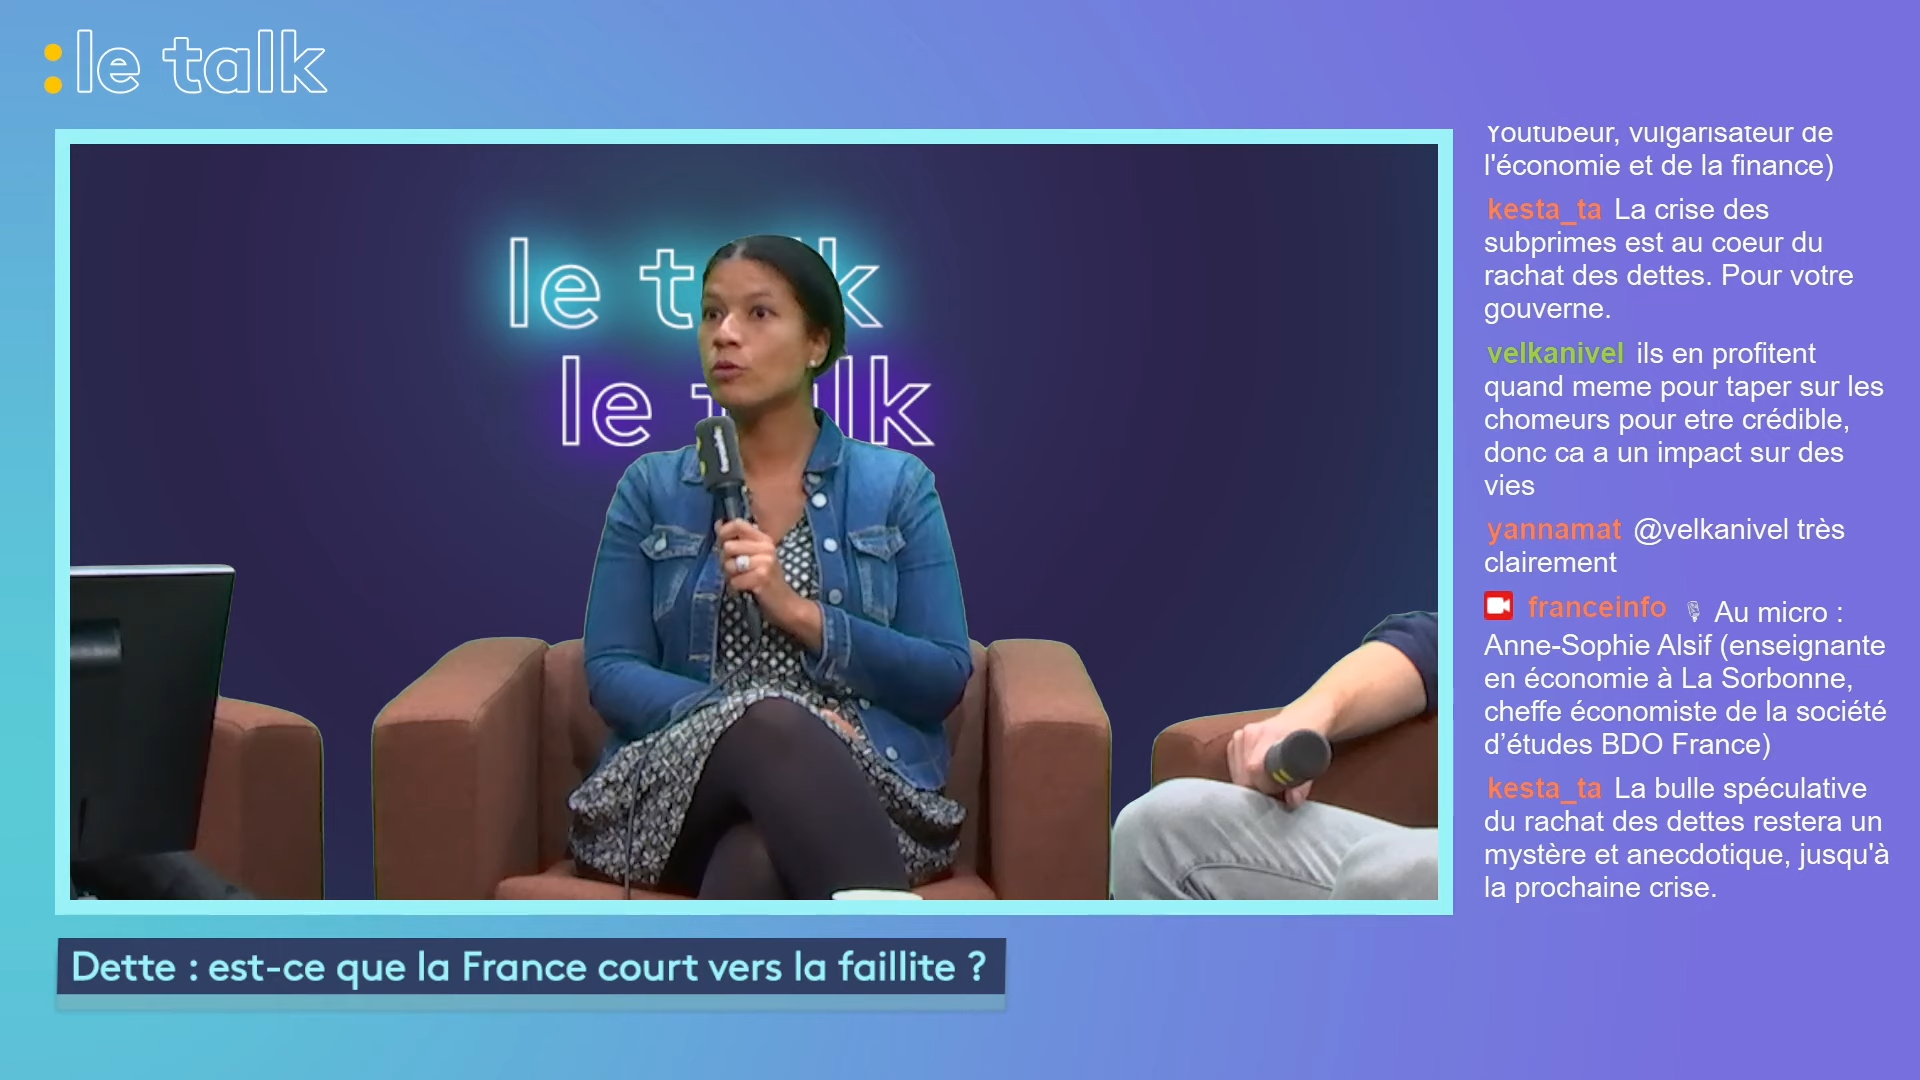 :le talk
le talk
le talk
Youtubeur, vulgarisateur de
l'économie et de la finance)
kesta_ta La crise des
subprimes est au coeur du
rachat des dettes. Pour votre
gouverne.
velkanivel ils en profitent
quand meme pour taper sur les
chomeurs pour etre crédible,
donc ca a un impact sur des
vies
yannamat @velkanivel très
clairement
franceinfo 🎙 Au micro :
Anne-Sophie Alsif (enseignante
en économie à La Sorbonne,
cheffe économiste de la société
d’études BDO France)
kesta_ta La bulle spéculative
du rachat des dettes restera un
mystère et anecdotique, jusqu'à
la prochaine crise.
Dette : est-ce que la France court vers la faillite ?